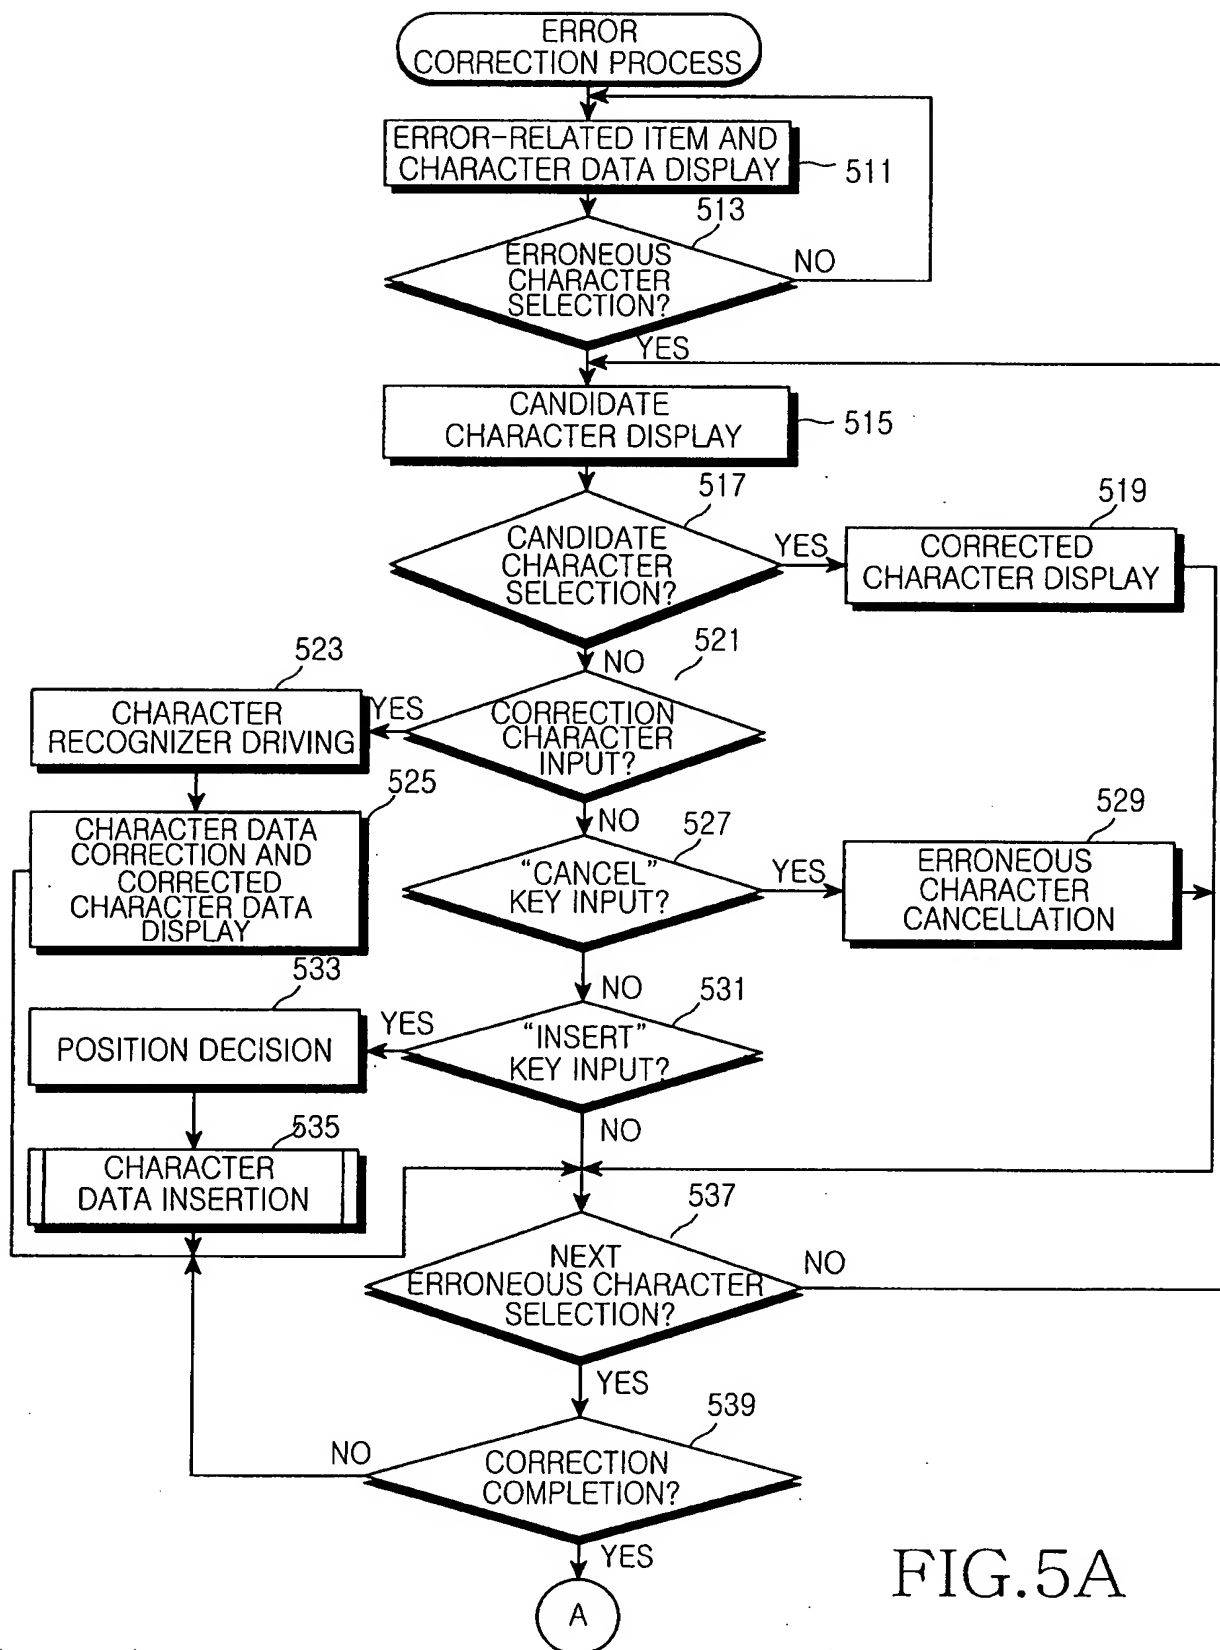 ERROR
CORRECTION PROCESS
ERROR-RELATED ITEM AND
CHARACTER DATA DISPLAY
511
513
ERRONEOUS
CHARACTER
SELECTION?
NO
YES
CANDIDATE
CHARACTER DISPLAY
515
517
CANDIDATE
CHARACTER
SELECTION?
YES
519
CORRECTED
CHARACTER DISPLAY
NO
521
523
CHARACTER
RECOGNIZER DRIVING
YES
CORRECTION
CHARACTER
INPUT?
525
CHARACTER DATA
CORRECTION AND
CORRECTED
CHARACTER DATA
DISPLAY
NO
527
"CANCEL"
KEY INPUT?
YES
529
ERRONEOUS
CHARACTER
CANCELLATION
NO
531
533
POSITION DECISION
YES
"INSERT"
KEY INPUT?
NO
535
CHARACTER
DATA INSERTION
537
NEXT
ERRONEOUS CHARACTER
SELECTION?
NO
YES
539
NO
CORRECTION
COMPLETION?
YES
A
FIG.5A